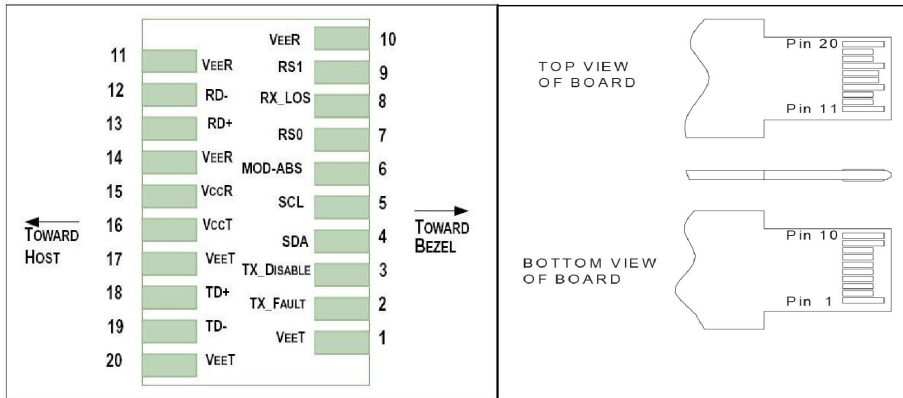 11 VEER
12 RD-
13 RD+
14 VEER
15 VCCR
16 VCCT
17 VEET
18 TD+
19 TD-
20 VEET
VEER 10
RS1 9
RX_LOS 8
RS0 7
MOD-ABS 6
SCL 5
SDA 4
TX_DISABLE 3
TX_FAULT 2
VEET 1
TOWARD
HOST
TOWARD
BEZEL
TOP VIEW
OF BOARD
Pin 20
Pin 11
BOTTOM VIEW
OF BOARD
Pin 10
Pin 1